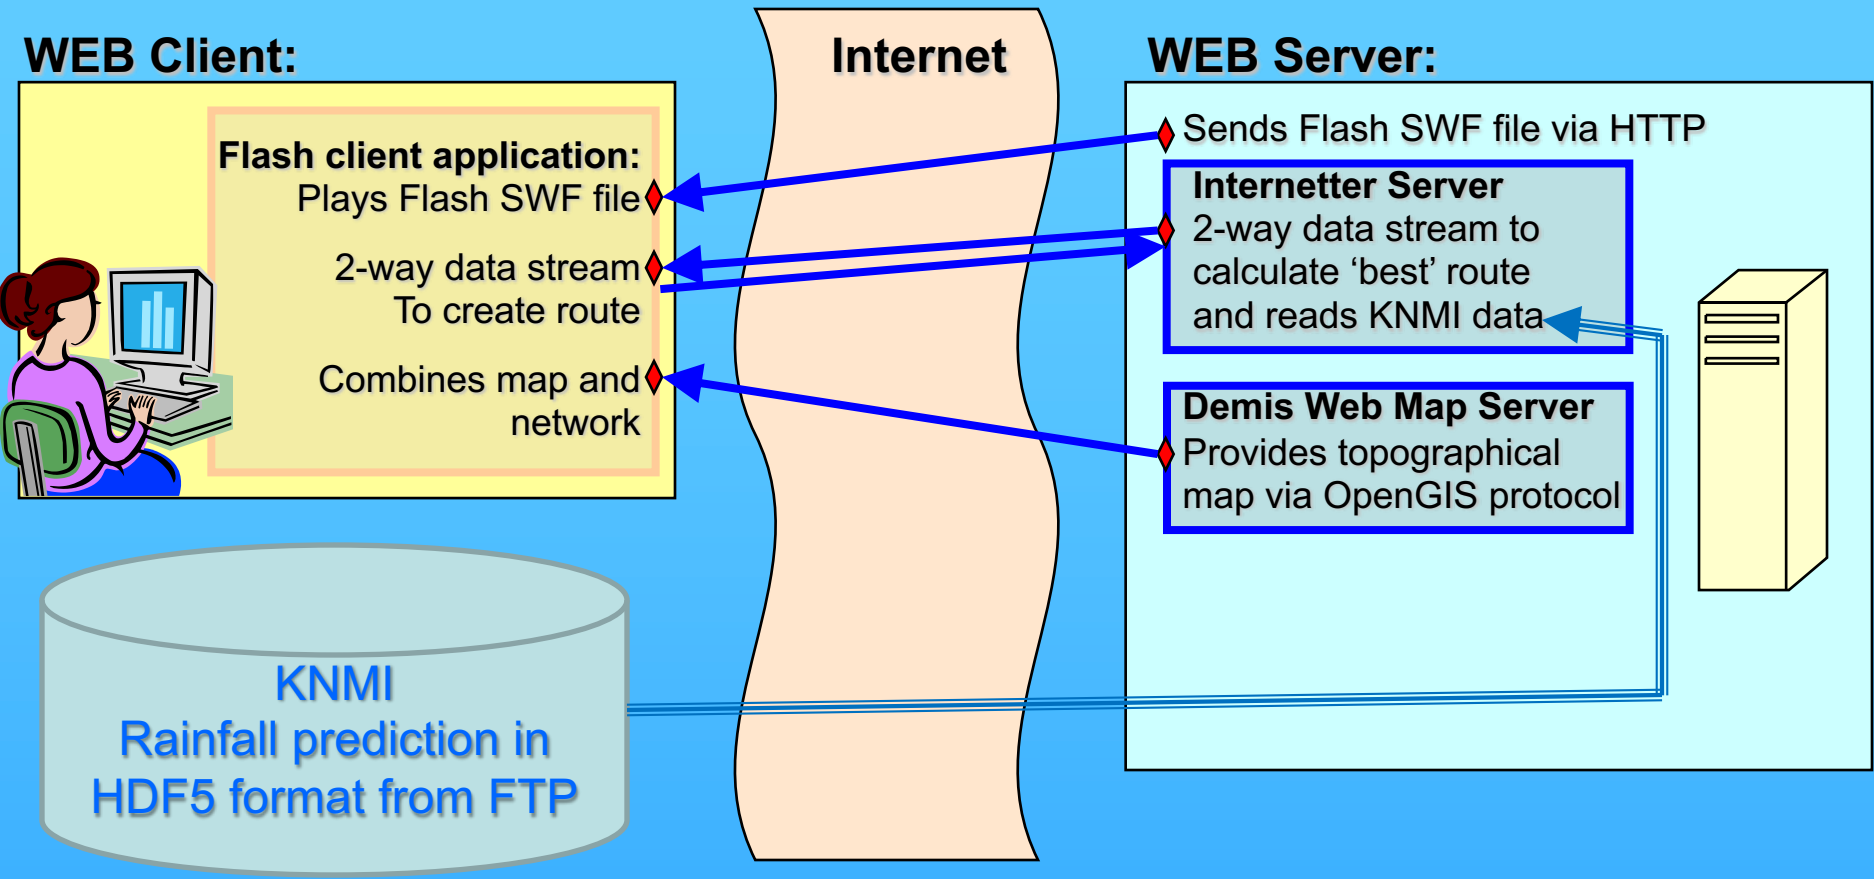 WEB Client:
Flash client application:
Plays Flash SWF file
2-way data stream
To create route
Combines map and
network
Internet
WEB Server:
Sends Flash SWF file via HTTP
Internetter Server
2-way data stream to
calculate ‘best’ route
and reads KNMI data
Demis Web Map Server
Provides topographical
map via OpenGIS protocol
KNMI
Rainfall prediction in
HDF5 format from FTP